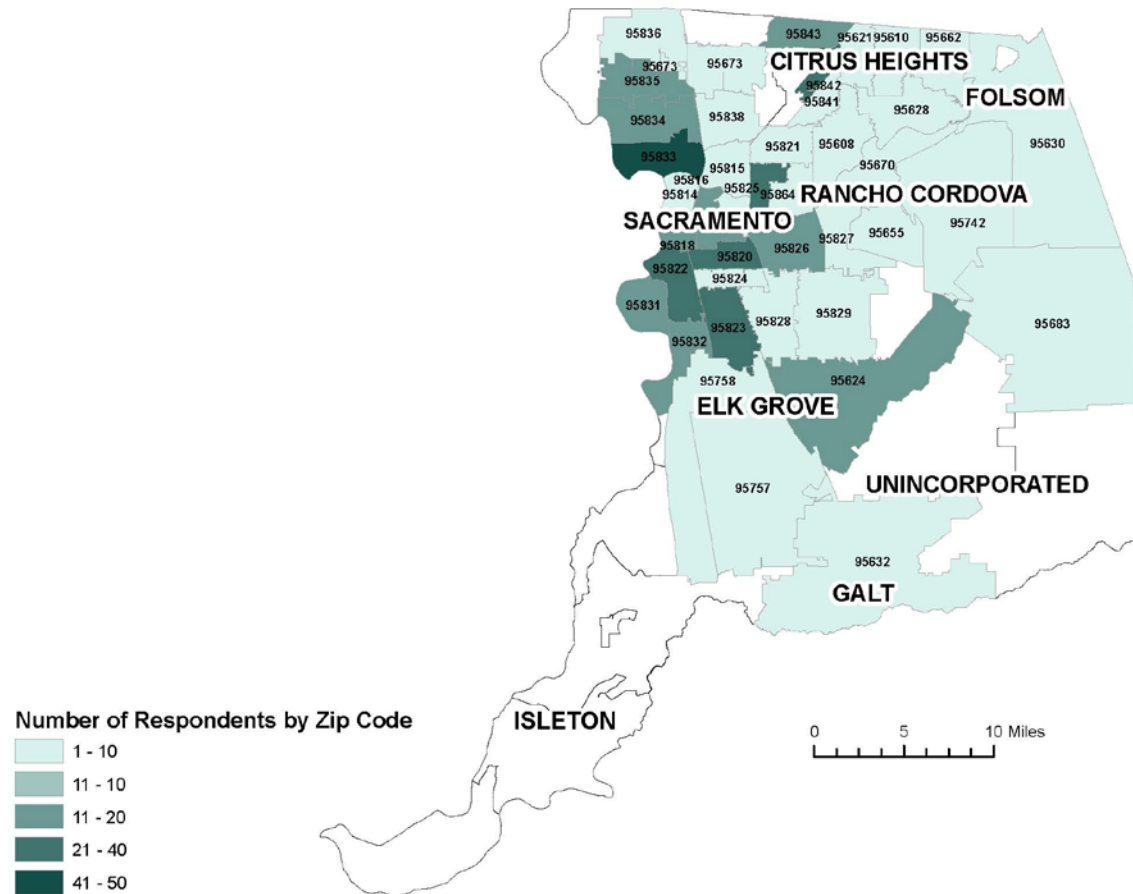 95836
95843
95621
95610
95662
CITRUS HEIGHTS
95673
95673
95835
95842
95841
FOLSOM
95628
95834
95838
95630
95821
95608
95833
95815
95670
95816
95825
95864
RANCHO CORDOVA
95814
SACRAMENTO
95742
95655
95818
95826
95827
95820
95822
95824
95831
95829
95823
95828
95683
95832
95758
95624
ELK GROVE
UNINCORPORATED
95757
95632
GALT
ISLETON
Number of Respondents by Zip Code
1 - 10
11 - 10
11 - 20
21 - 40
41 - 50
0 5 10 Miles